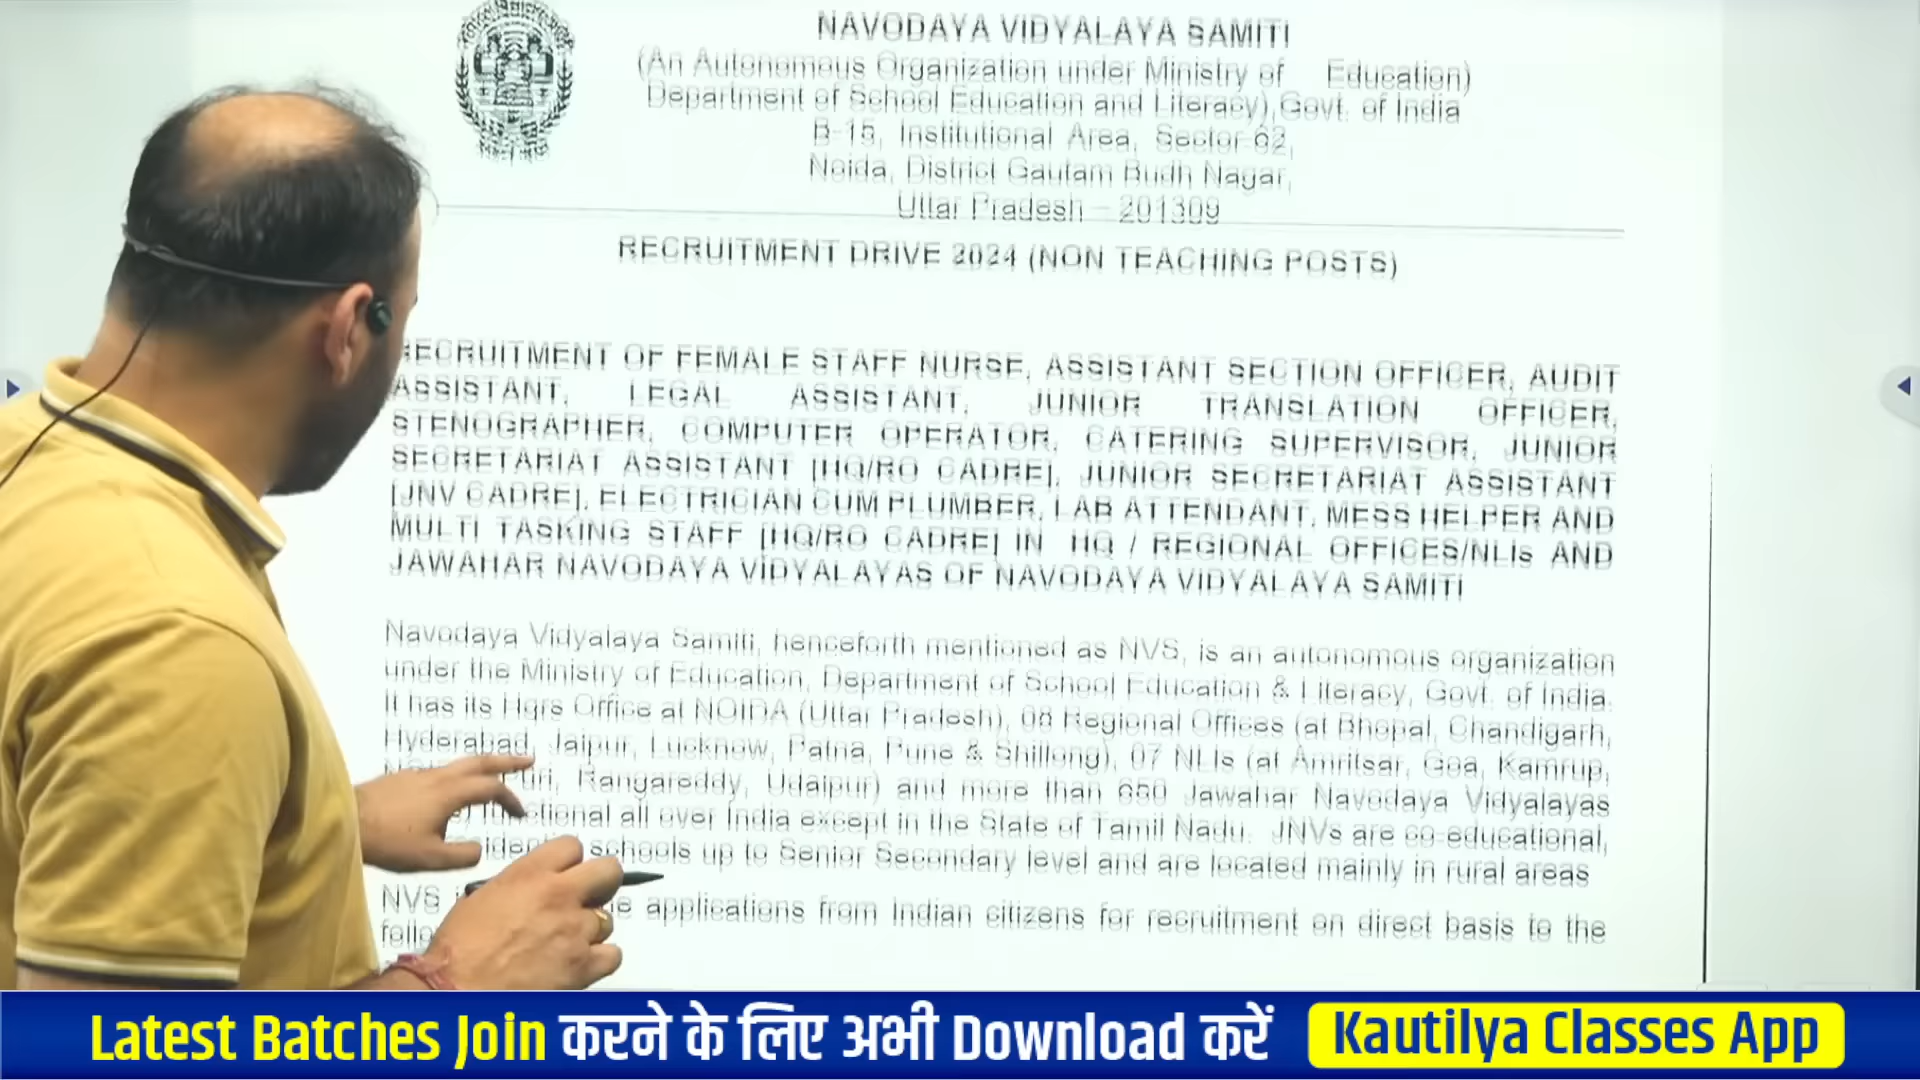 NAVODAYA VIDYALAYA SAMITI
(An Autonomous Organization under Ministry of Education)
Department of School Education and Literacy), Govt. of India
B-15, Institutional Area, Sector-62,
Noida, District Gautam Budh Nagar,
Uttar Pradesh – 201309
RECRUITMENT DRIVE 2024 (NON TEACHING POSTS)
RECRUITMENT OF FEMALE STAFF NURSE, ASSISTANT SECTION OFFICER, AUDIT
ASSISTANT, LEGAL ASSISTANT, JUNIOR TRANSLATION OFFICER,
STENOGRAPHER, COMPUTER OPERATOR, CATERING SUPERVISOR, JUNIOR
SECRETARIAT ASSISTANT [HQ/RO CADRE], JUNIOR SECRETARIAT ASSISTANT
[JNV CADRE], ELECTRICIAN CUM PLUMBER, LAB ATTENDANT, MESS HELPER AND
MULTI TASKING STAFF [HQ/RO CADRE] IN HQ / REGIONAL OFFICES/NLIs AND
JAWAHAR NAVODAYA VIDYALAYAS OF NAVODAYA VIDYALAYA SAMITI
Navodaya Vidyalaya Samiti, henceforth mentioned as NVS, is an autonomous organization
under the Ministry of Education, Department of School Education & Literacy, Govt. of India.
It has its Hqrs Office at NOIDA (Uttar Pradesh), 08 Regional Offices (at Bhopal, Chandigarh,
Hyderabad, Jaipur, Lucknow, Patna, Pune & Shillong), 07 NLIs (at Amritsar, Goa, Kamrup,
Puri, Rangareddy, Udaipur) and more than 650 Jawahar Navodaya Vidyalayas
functional all over India except in the State of Tamil Nadu. JNVs are co-educational,
schools up to Senior Secondary level and are located mainly in rural areas
NVS applications from Indian citizens for recruitment on direct basis to the
Latest Batches Join करने के लिए अभी Download करें Kautilya Classes App